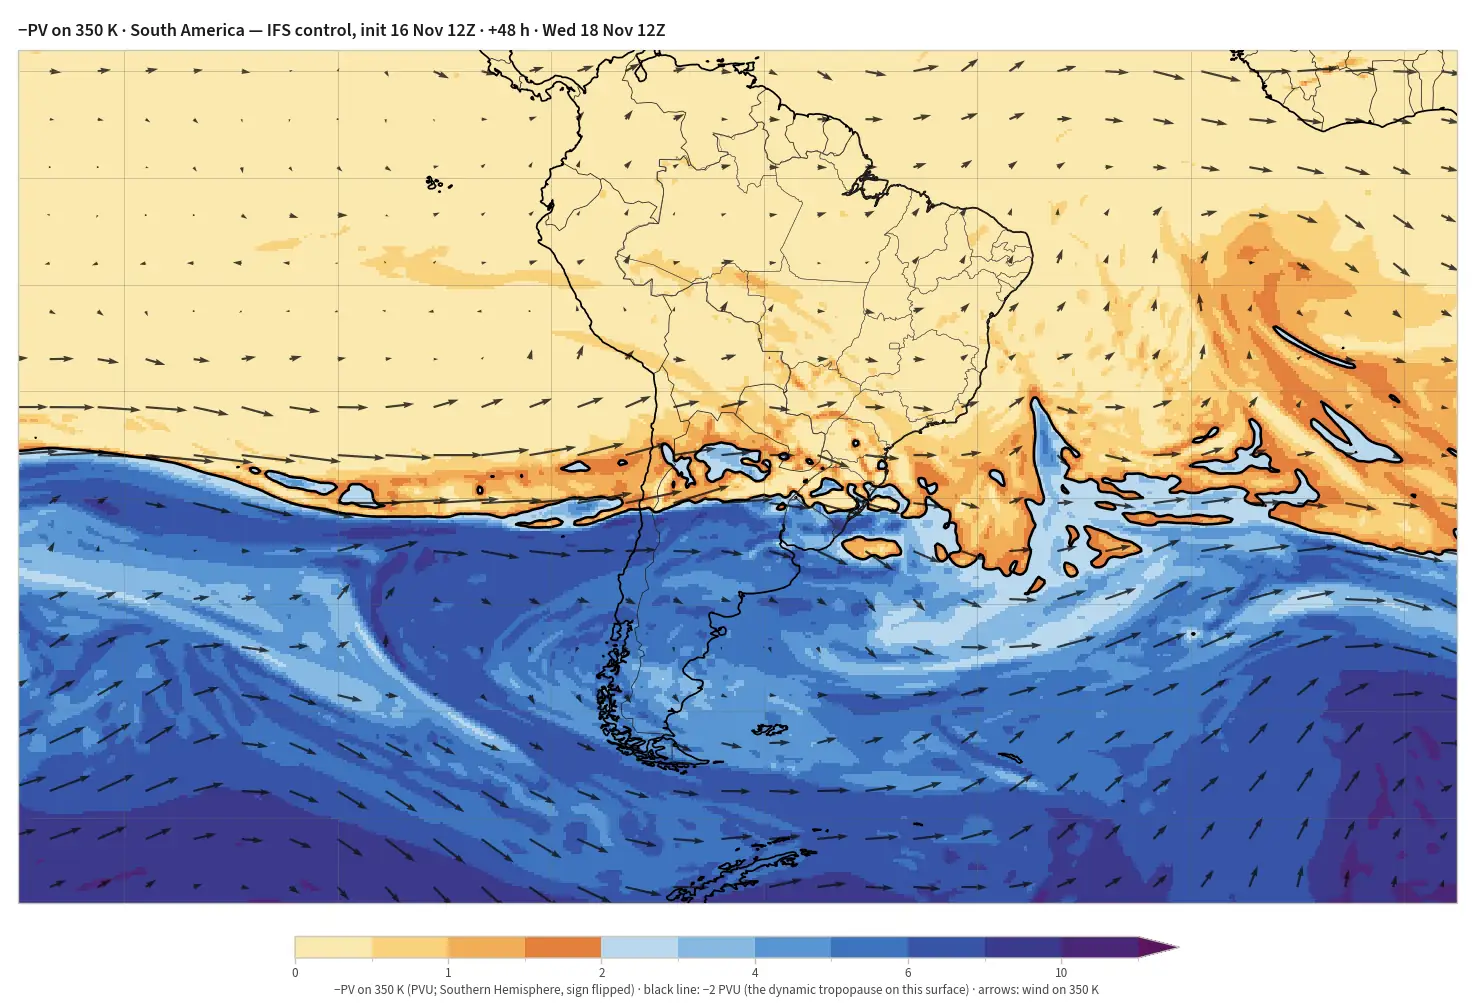 −PV on 350 K · South America — IFS control, init 16 Nov 12Z · +48 h · Wed 18 Nov 12Z
0 1 2 4 6 10
−PV on 350 K (PVU; Southern Hemisphere, sign flipped) · black line: −2 PVU (the dynamic tropopause on this surface) · arrows: wind on 350 K